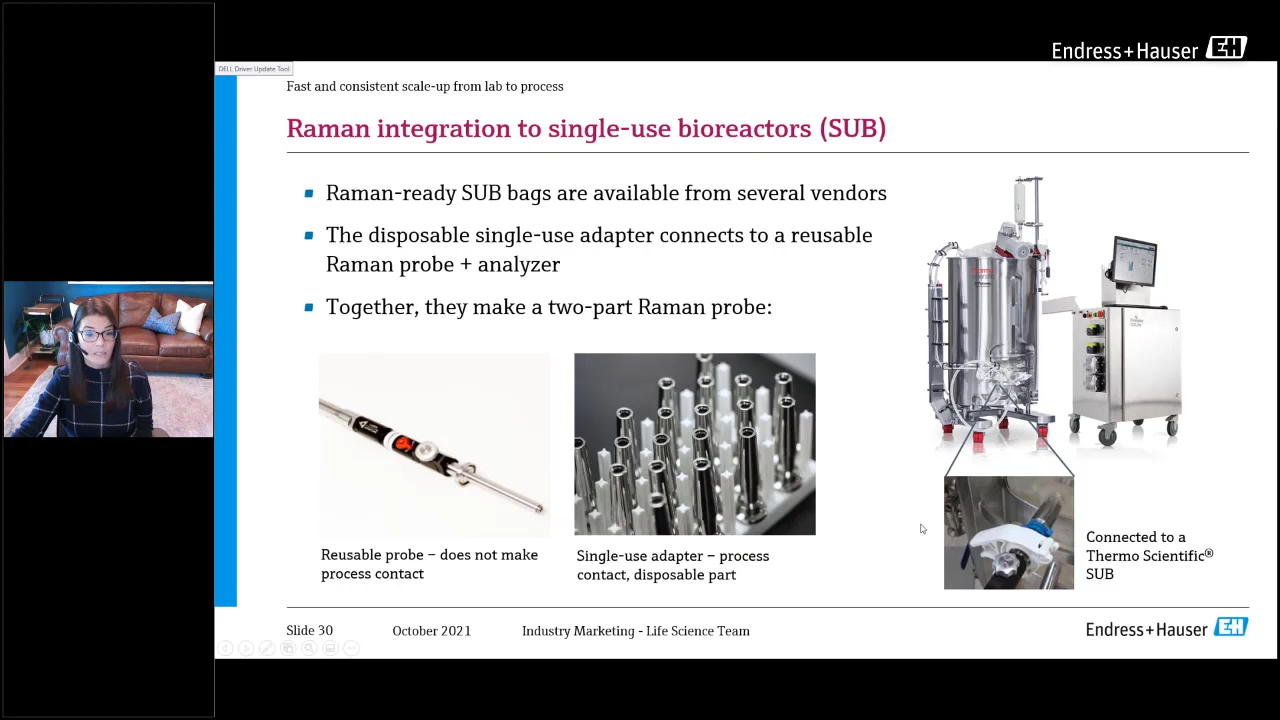 Endress+Hauser EH
DELL Driver Update Tool
Fast and consistent scale-up from lab to process
Raman integration to single-use bioreactors (SUB)
Raman-ready SUB bags are available from several vendors
The disposable single-use adapter connects to a reusable
Raman probe + analyzer
Together, they make a two-part Raman probe:
Reusable probe – does not make
process contact
Single-use adapter – process
contact, disposable part
Connected to a
Thermo Scientific®
SUB
Slide 30
October 2021
Industry Marketing - Life Science Team
Endress+Hauser EH